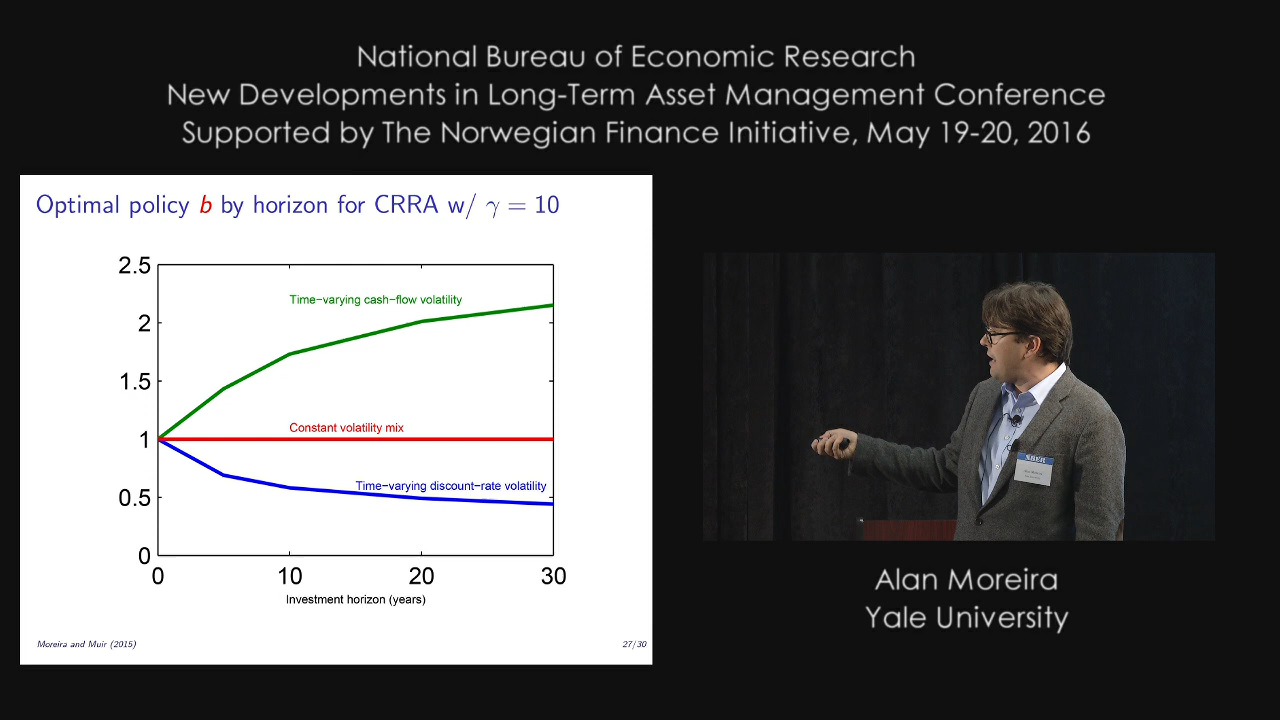 National Bureau of Economic Research
New Developments in Long-Term Asset Management Conference
Supported by The Norwegian Finance Initiative, May 19-20, 2016
Optimal policy b by horizon for CRRA w/ γ = 10
2.5
2
1.5
1
0.5
0
Time−varying cash−flow volatility
Constant volatility mix
Time−varying discount−rate volatility
0 10 20 30
Investment horizon (years)
Moreira and Muir (2015)
27/30
Alan Moreira
Yale University